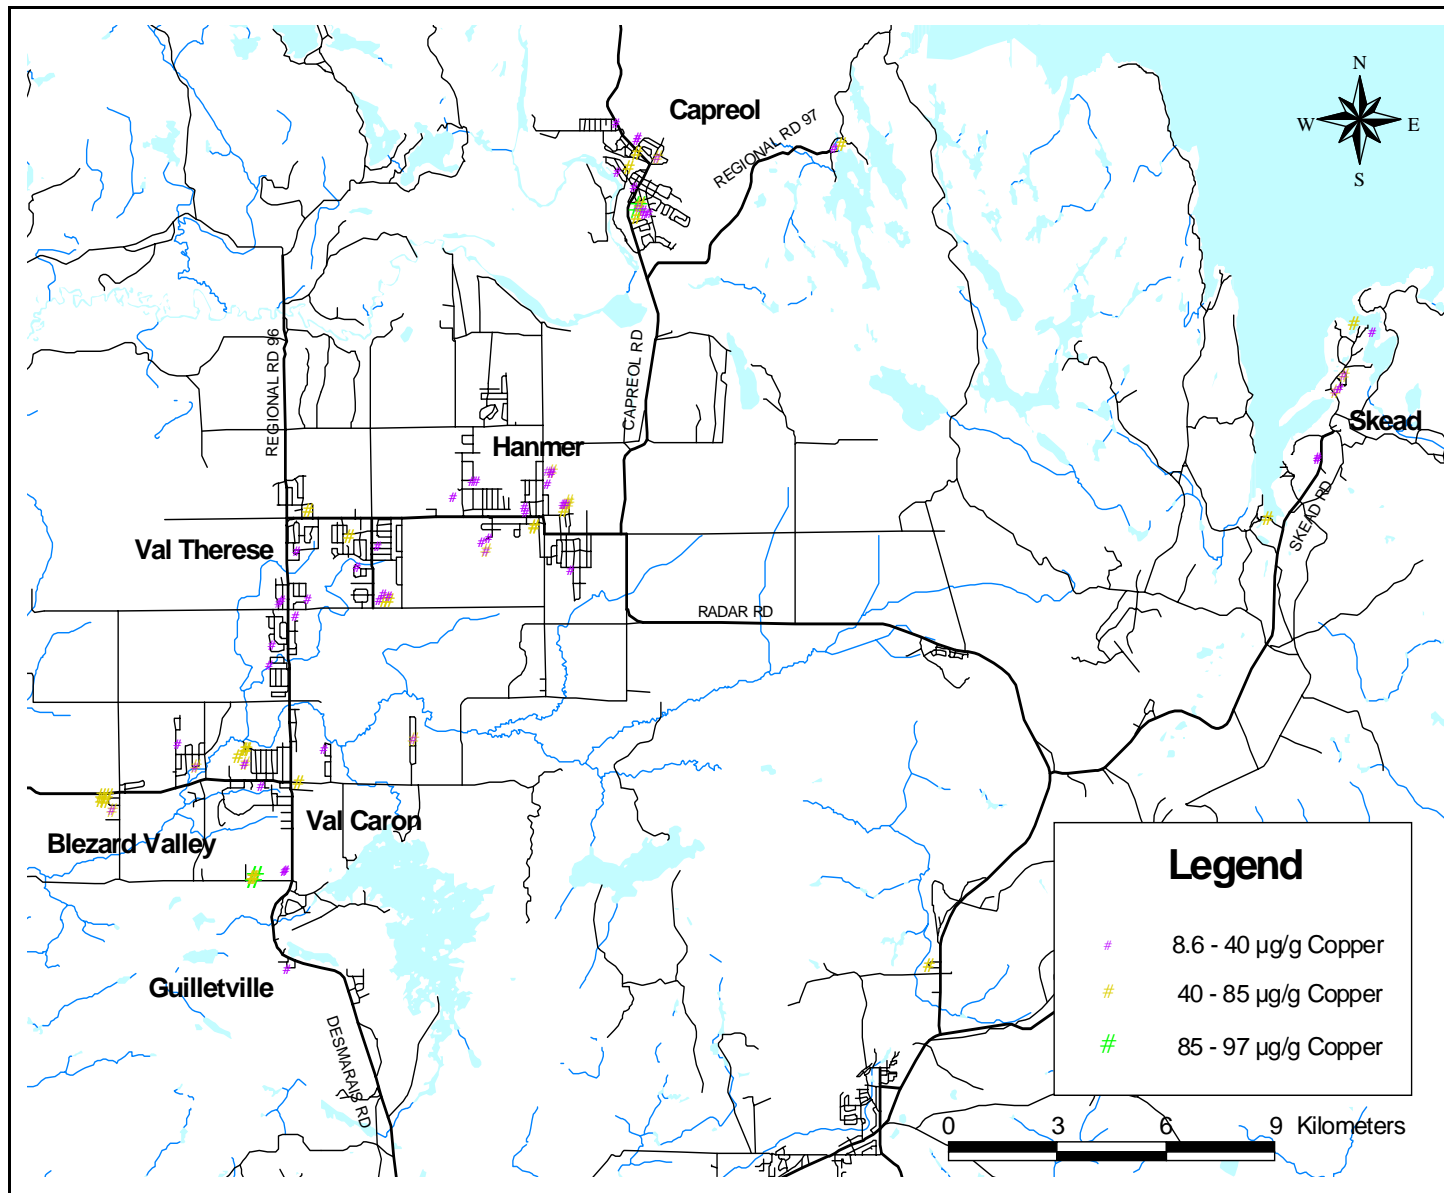 N
W
E
S
Capreol
REGIONAL RD 97
REGIONAL RD 96
CAPREOL RD
Hanmer
Skead
SKEAD RD
Val Therese
RADAR RD
Val Caron
Blezard Valley
Guilletville
DESMARAIS RD
Legend
# 8.6 - 40 µg/g Copper
# 40 - 85 µg/g Copper
# 85 - 97 µg/g Copper
0 3 6 9 Kilometers